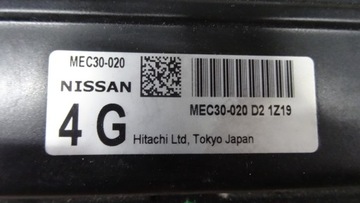 MEC30-020
NISSAN
MEC30-020 D2 1Z19
4 G
Hitachi Ltd, Tokyo Japan